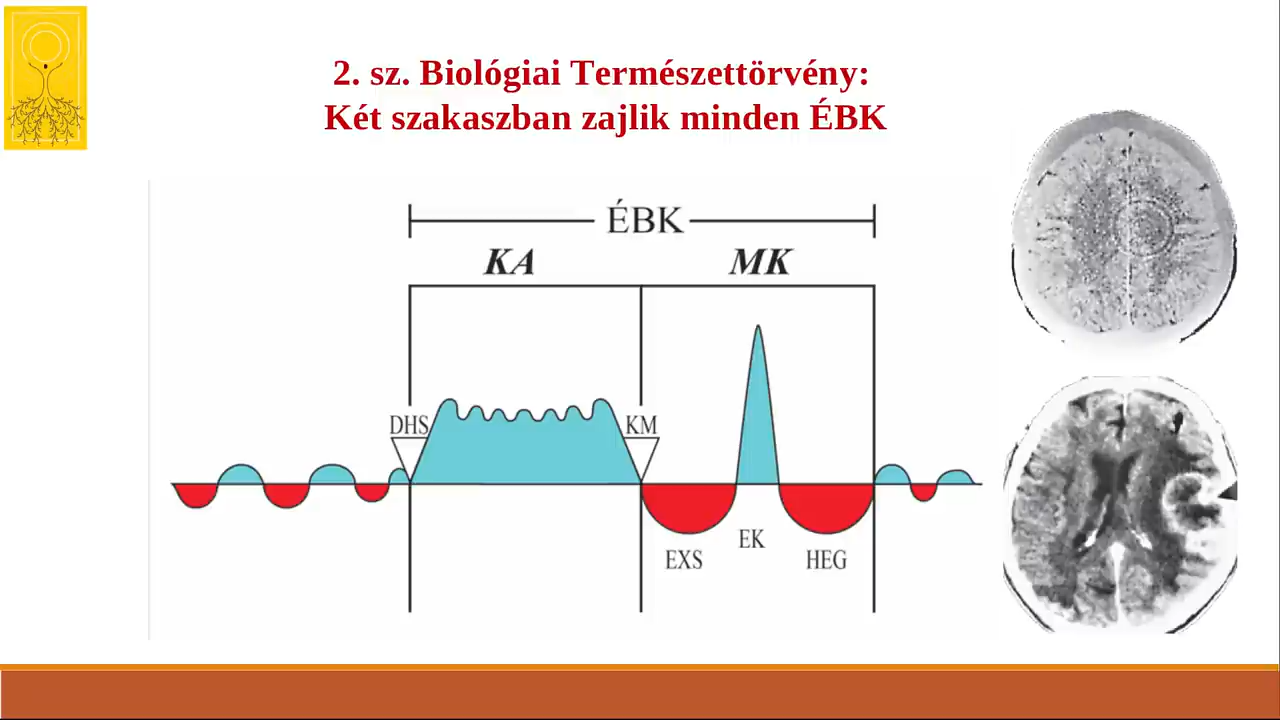 2. sz. Biológiai Természettörvény:
Két szakaszban zajlik minden ÉBK
ÉBK
KA MK
DHS KM
EK
EXS HEG